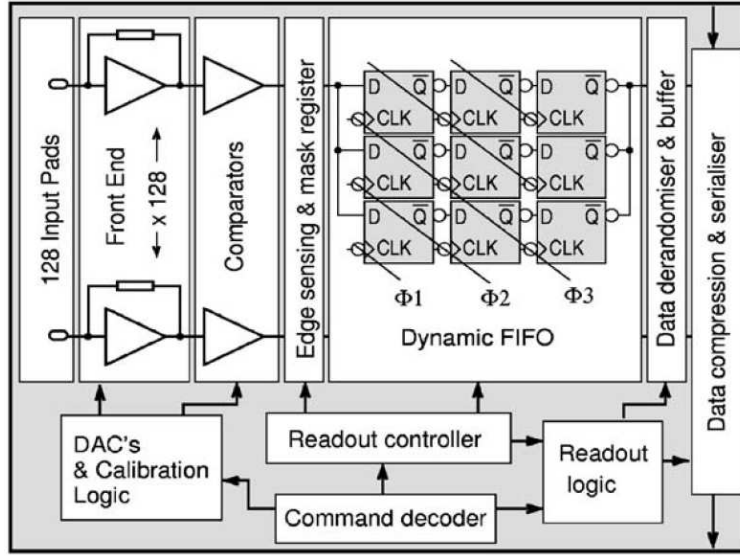 128 Input Pads
Front End
x 128
Comparators
Edge sensing & mask register
D Q̅ D Q̅ D Q̅
CLK CLK CLK
D Q̅ D Q̅ D Q̅
CLK CLK CLK
D Q̅ D Q̅ D Q̅
CLK CLK CLK
Φ1 Φ2 Φ3
Dynamic FIFO
Data derandomiser & buffer
Data compression & serialiser
DAC's
& Calibration
Logic
Readout controller
Command decoder
Readout
logic